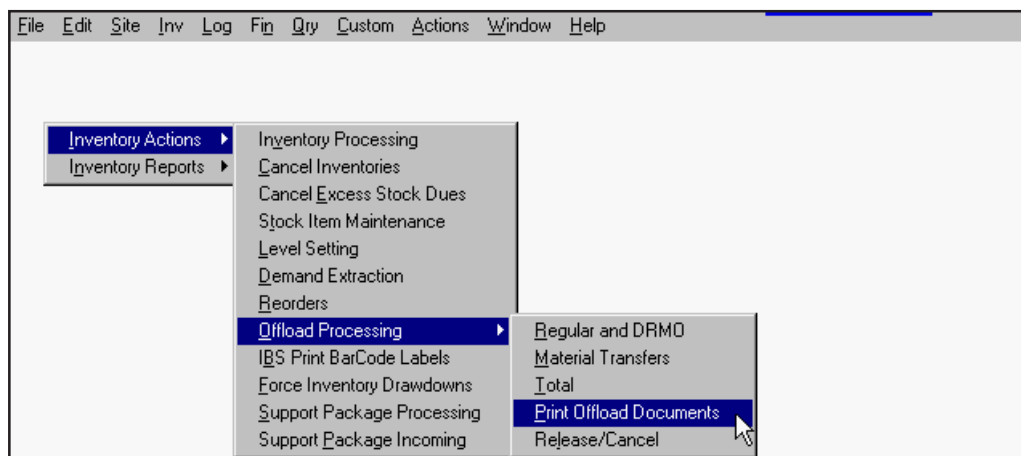 File Edit Site Inv Log Fin Qry Custom Actions Window Help
Inventory Actions
Inventory Reports
Inventory Processing
Cancel Inventories
Cancel Excess Stock Dues
Stock Item Maintenance
Level Setting
Demand Extraction
Reorders
Offload Processing
IBS Print BarCode Labels
Force Inventory Drawdowns
Support Package Processing
Support Package Incoming
Regular and DRMO
Material Transfers
Total
Print Offload Documents
Release/Cancel